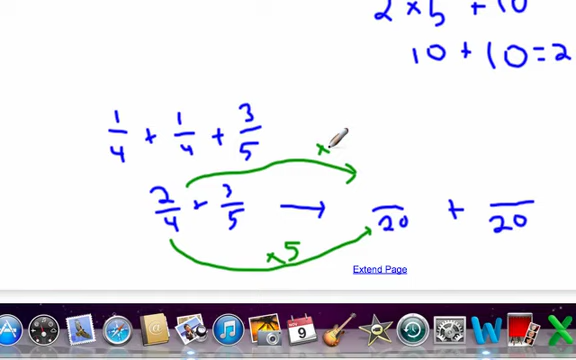 2 × 5 + 10
10 + 10 = 2
1/4 + 1/4 + 3/5
×
2/4 + 3/5 → /20 + /20
×5
Extend Page
9
W
X